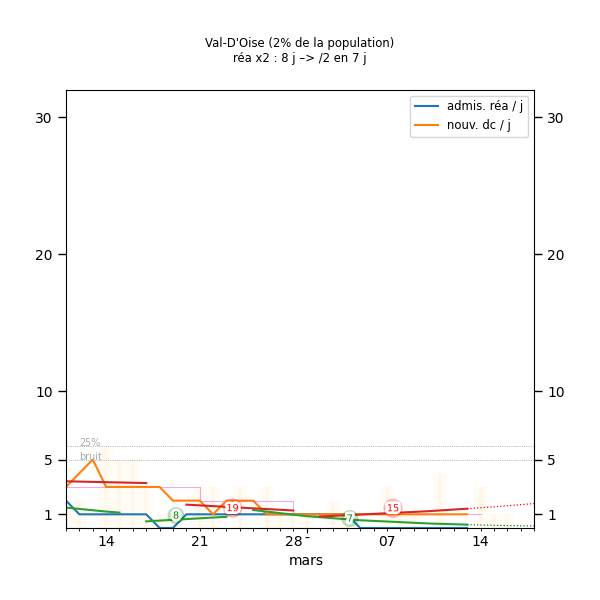 Val-D'Oise (2% de la population)
réa x2 : 8 j –> /2 en 7 j
admis. réa / j
nouv. dc / j
30 30
20 20
10 10
25%
bruit
5 5
8 19 7 15
1 1
14 21 28 07 14
mars